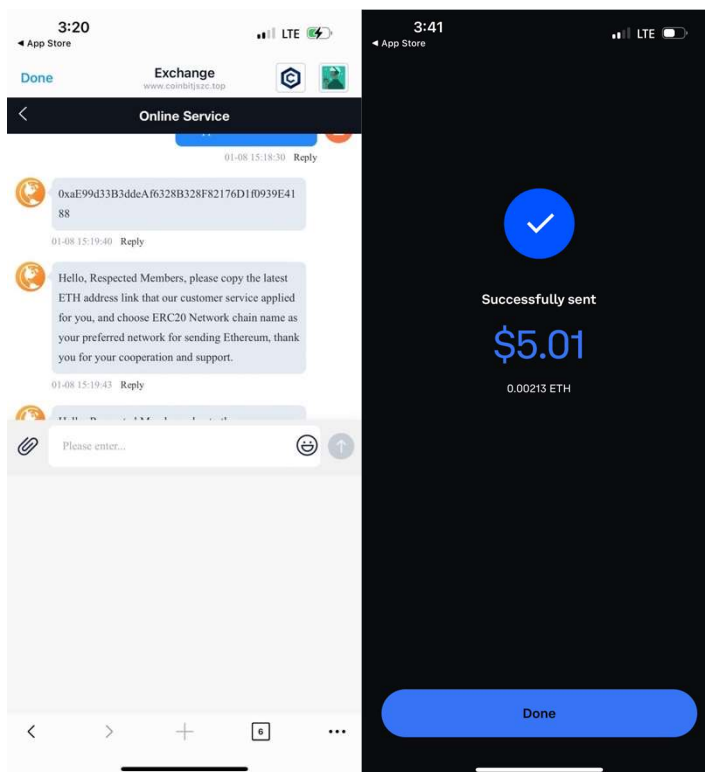 3:20
LTE
◀ App Store
Done
Exchange
www.coinbitjszc.top
Online Service
01-08 15:18:30 Reply
0xaE99d33B3ddeAf6328B328F82176D1f0939E41
88
01-08 15:19:40 Reply
Hello, Respected Members, please copy the latest
ETH address link that our customer service applied
for you, and choose ERC20 Network chain name as
your preferred network for sending Ethereum, thank
you for your cooperation and support.
01-08 15:19:43 Reply
Please enter...
6
3:41
LTE
◀ App Store
Successfully sent
$5.01
0.00213 ETH
Done